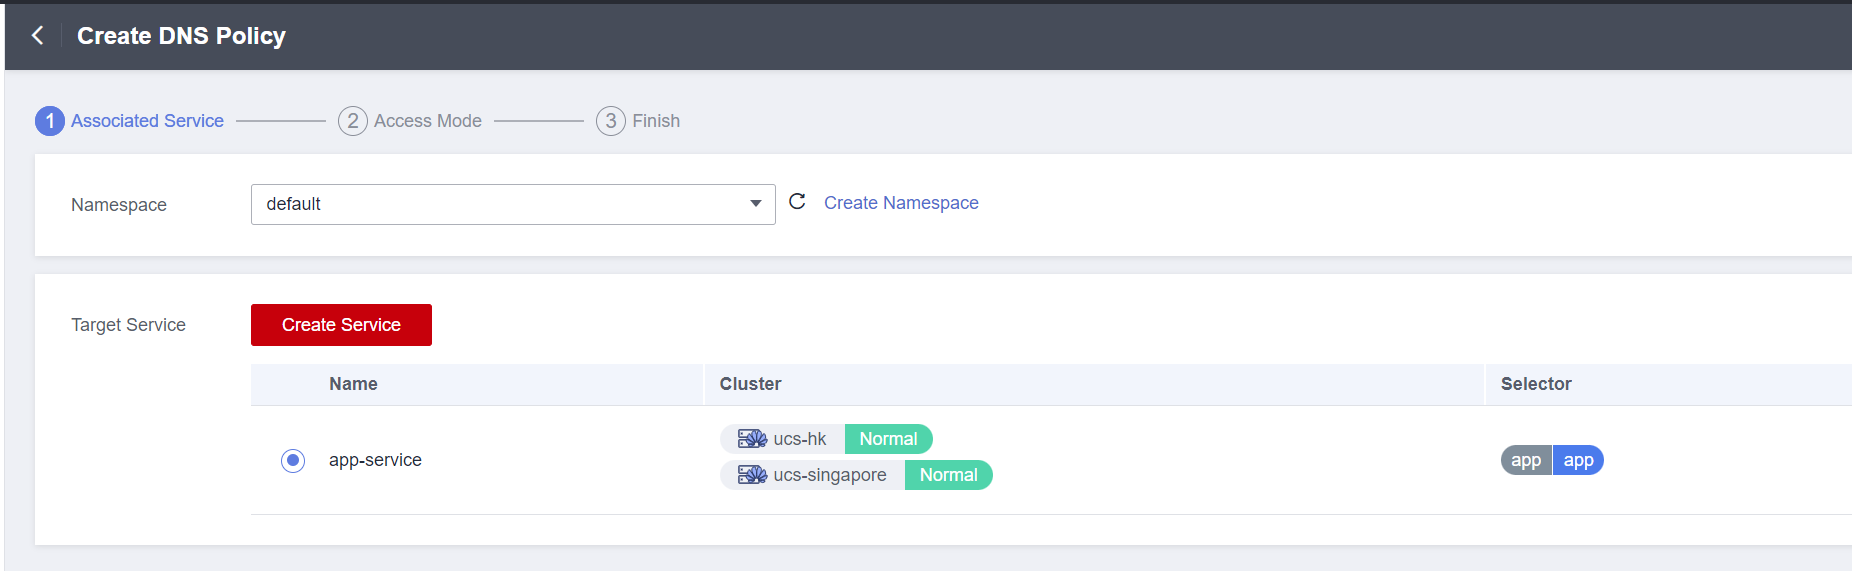 Create DNS Policy
1 Associated Service 2 Access Mode 3 Finish
Namespace default Create Namespace
Target Service Create Service
Name Cluster Selector
ucs-hk Normal
app-service app app
ucs-singapore Normal